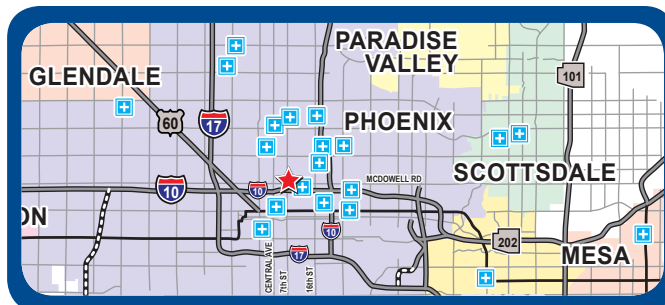 PARADISE
VALLEY
GLENDALE
101
60
17
PHOENIX
MCDOWELL RD
SCOTTSDALE
10
10
ON
10
202
17
MESA
CENTRAL AVE
7th ST
16th ST